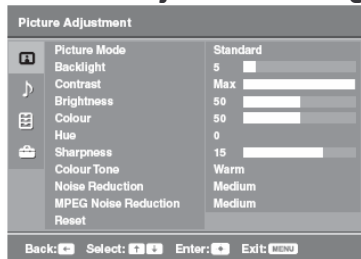 Picture Adjustment
Picture Mode Standard
Backlight 5
Contrast Max
Brightness 50
Colour 50
Hue 0
Sharpness 15
Colour Tone Warm
Noise Reduction Medium
MPEG Noise Reduction Medium
Reset
Back: Select: Enter: Exit: MENU